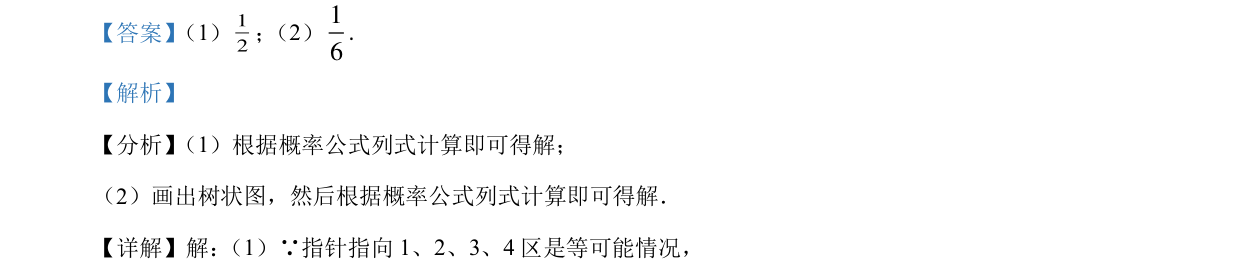 【答案】（1）1/2；（2）1/6．
【解析】
【分析】（1）根据概率公式列式计算即可得解；
（2）画出树状图，然后根据概率公式列式计算即可得解．
【详解】解：（1）∵指针指向 1、2、3、4 区是等可能情况，